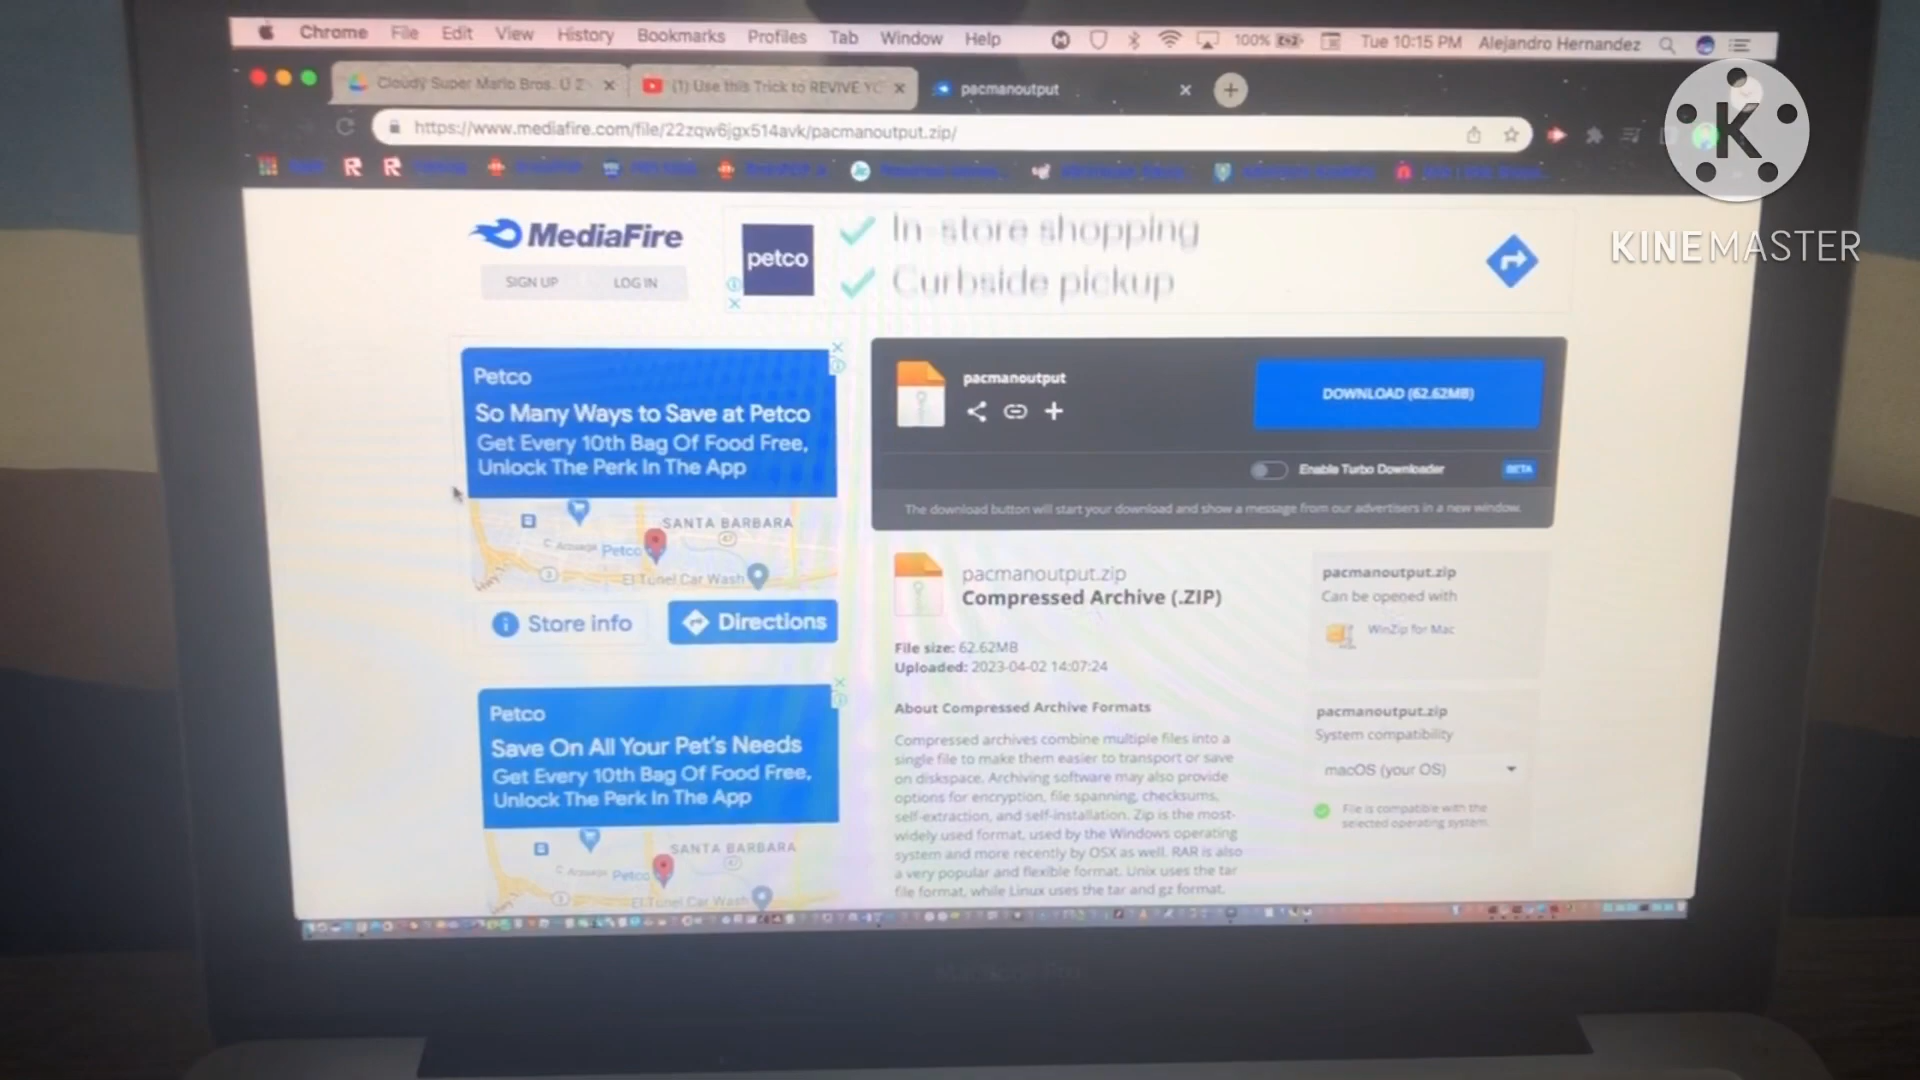 Chrome File Edit View History Bookmarks Profiles Tab Window Help 100% Tue 10:15 PM Alejandro Hernandez
Cloudy Super Mario Bros. U 2 (1) Use this Trick to REVIVE YC pacmanoutput
https://www.mediafire.com/file/22zqw6jgx514avk/pacmanoutput.zip/
K
KINEMASTER
MediaFire
SIGN UP LOG IN
petco
In-store shopping
Curbside pickup
Petco
So Many Ways to Save at Petco
Get Every 10th Bag Of Food Free,
Unlock The Perk In The App
SANTA BARBARA
Petco
El Tunel Car Wash
Store info Directions
Petco
Save On All Your Pet's Needs
Get Every 10th Bag Of Food Free,
Unlock The Perk In The App
SANTA BARBARA
Petco
El Tunel Car Wash
pacmanoutput
DOWNLOAD (62.62MB)
Enable Turbo Downloader BETA
The download button will start your download and show a message from our advertisers in a new window.
pacmanoutput.zip
Compressed Archive (.ZIP)
File size: 62.62MB
Uploaded: 2023-04-02 14:07:24
About Compressed Archive Formats
Compressed archives combine multiple files into a
single file to make them easier to transport or save
on diskspace. Archiving software may also provide
options for encryption, file spanning, checksums,
self-extraction, and self-installation. Zip is the most-
widely used format, used by the Windows operating
system and more recently by OSX as well. RAR is also
a very popular and flexible format. Unix uses the tar
file format, while Linux uses the tar and gz format.
pacmanoutput.zip
Can be opened with
WinZip for Mac
pacmanoutput.zip
System compatibility
macOS (your OS)
File is compatible with the
selected operating system.